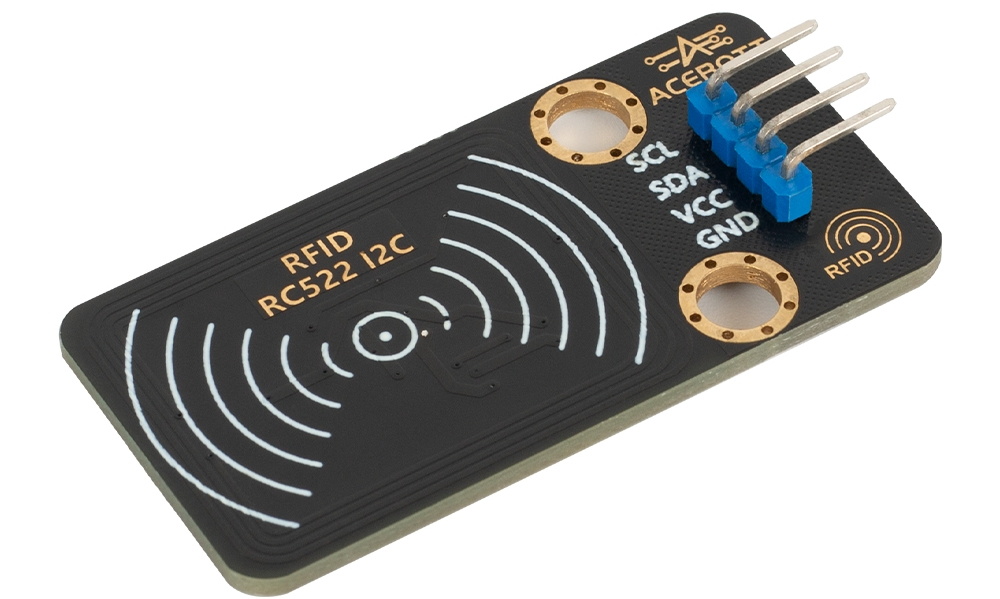 ACEBOTT
SCL
SDA
VCC
GND
RFID
RC522 I2C
RFID